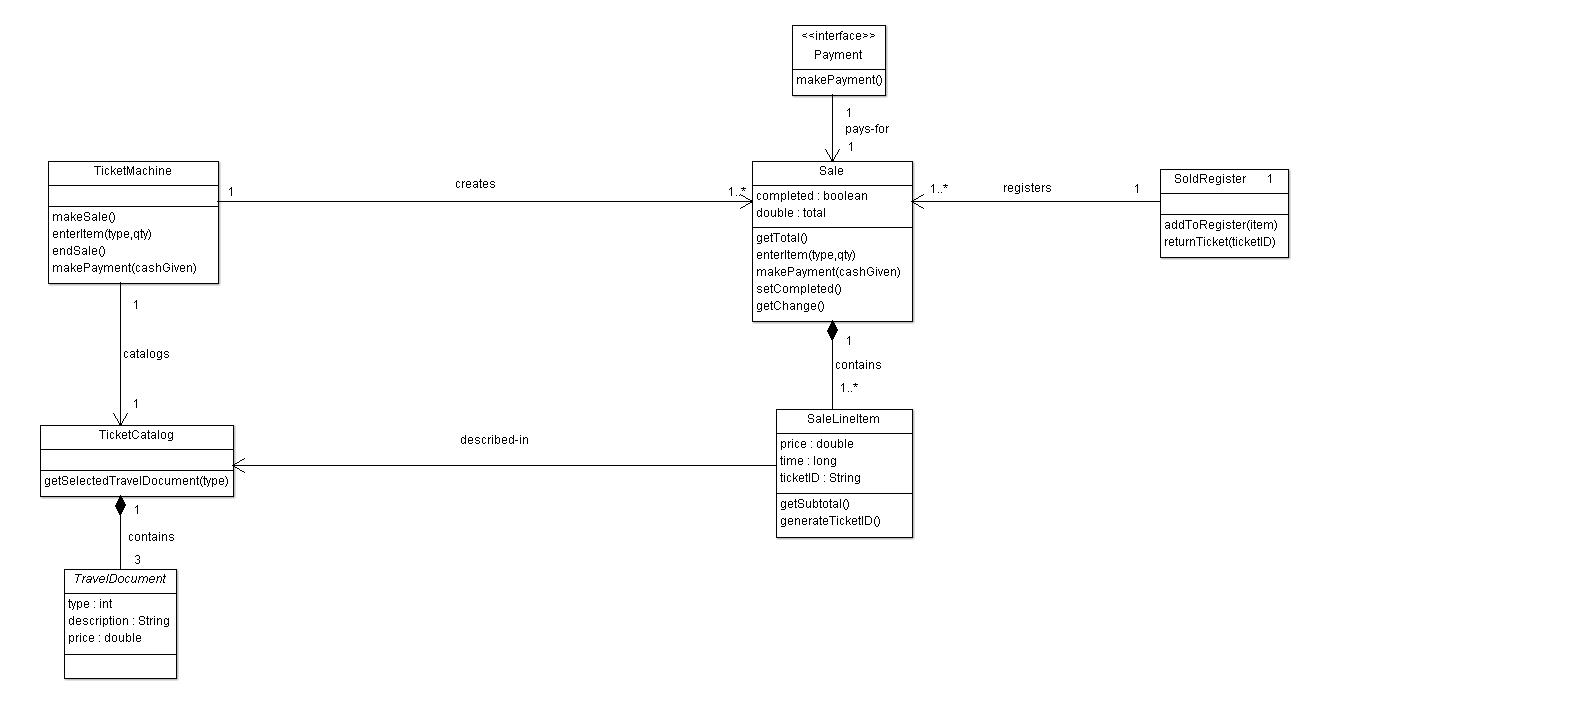 <<interface>>
Payment
makePayment()
1
pays-for
1
TicketMachine
makeSale()
enterItem(type,qty)
endSale()
makePayment(cashGiven)
1
creates
1..*
Sale
completed : boolean
double : total
getTotal()
enterItem(type,qty)
makePayment(cashGiven)
setCompleted()
getChange()
1..*
registers
1
SoldRegister 1
addToRegister(item)
returnTicket(ticketID)
1
catalogs
1
1
contains
1..*
TicketCatalog
getSelectedTravelDocument(type)
described-in
SaleLineItem
price : double
time : long
ticketID : String
getSubtotal()
generateTicketID()
1
contains
3
TravelDocument
type : int
description : String
price : double